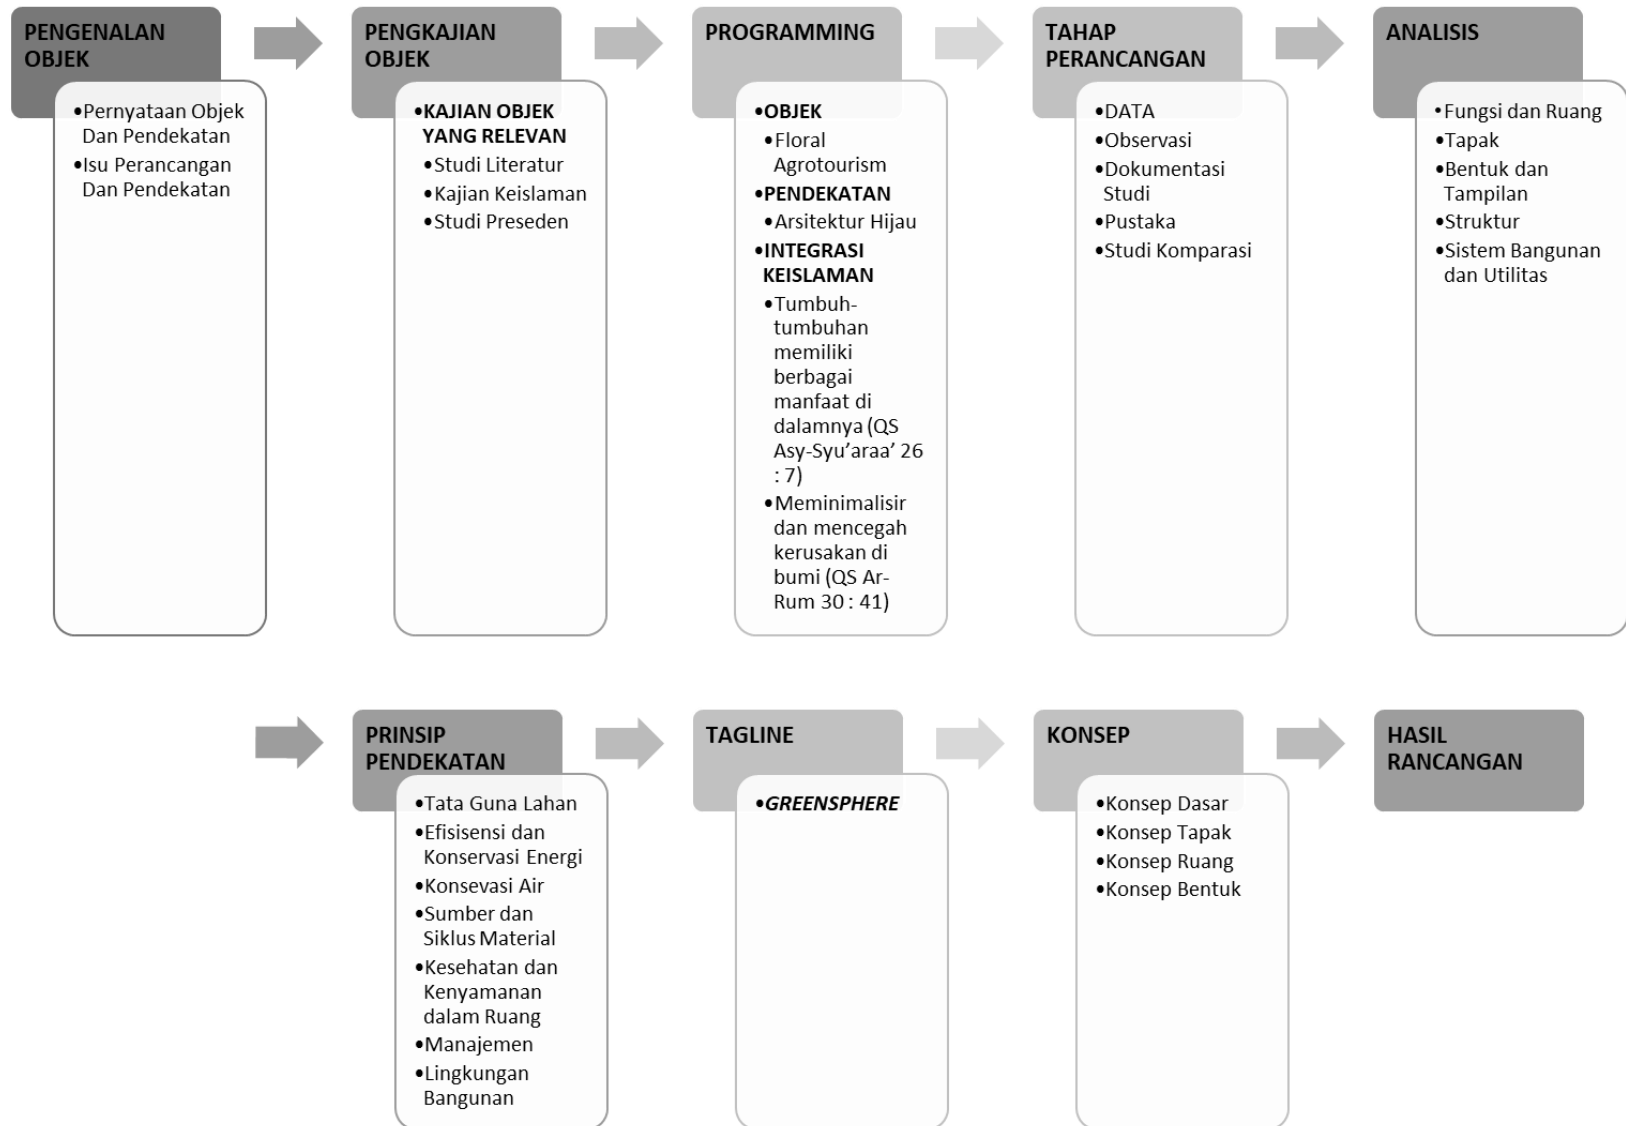 PENGENALAN
OBJEK
•Pernyataan Objek
Dan Pendekatan
•Isu Perancangan
Dan Pendekatan
PENGKAJIAN
OBJEK
•KAJIAN OBJEK
YANG RELEVAN
•Studi Literatur
•Kajian Keislaman
•Studi Preseden
PROGRAMMING
•OBJEK
•Floral
Agrotourism
•PENDEKATAN
•Arsitektur Hijau
•INTEGRASI
KEISLAMAN
•Tumbuh-
tumbuhan
memiliki
berbagai
manfaat di
dalamnya (QS
Asy-Syu’araa’ 26
: 7)
•Meminimalisir
dan mencegah
kerusakan di
bumi (QS Ar-
Rum 30 : 41)
TAHAP
PERANCANGAN
•DATA
•Observasi
•Dokumentasi
Studi
•Pustaka
•Studi Komparasi
ANALISIS
•Fungsi dan Ruang
•Tapak
•Bentuk dan
Tampilan
•Struktur
•Sistem Bangunan
dan Utilitas
PRINSIP
PENDEKATAN
•Tata Guna Lahan
•Efisisensi dan
Konservasi Energi
•Konsevasi Air
•Sumber dan
Siklus Material
•Kesehatan dan
Kenyamanan
dalam Ruang
•Manajemen
•Lingkungan
Bangunan
TAGLINE
•GREENSPHERE
KONSEP
•Konsep Dasar
•Konsep Tapak
•Konsep Ruang
•Konsep Bentuk
HASIL
RANCANGAN